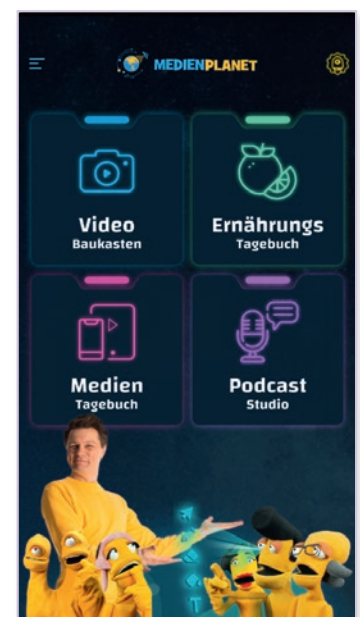 MEDIENPLANET
Video
Baukasten
Ernährungs
Tagebuch
Medien
Tagebuch
Podcast
Studio